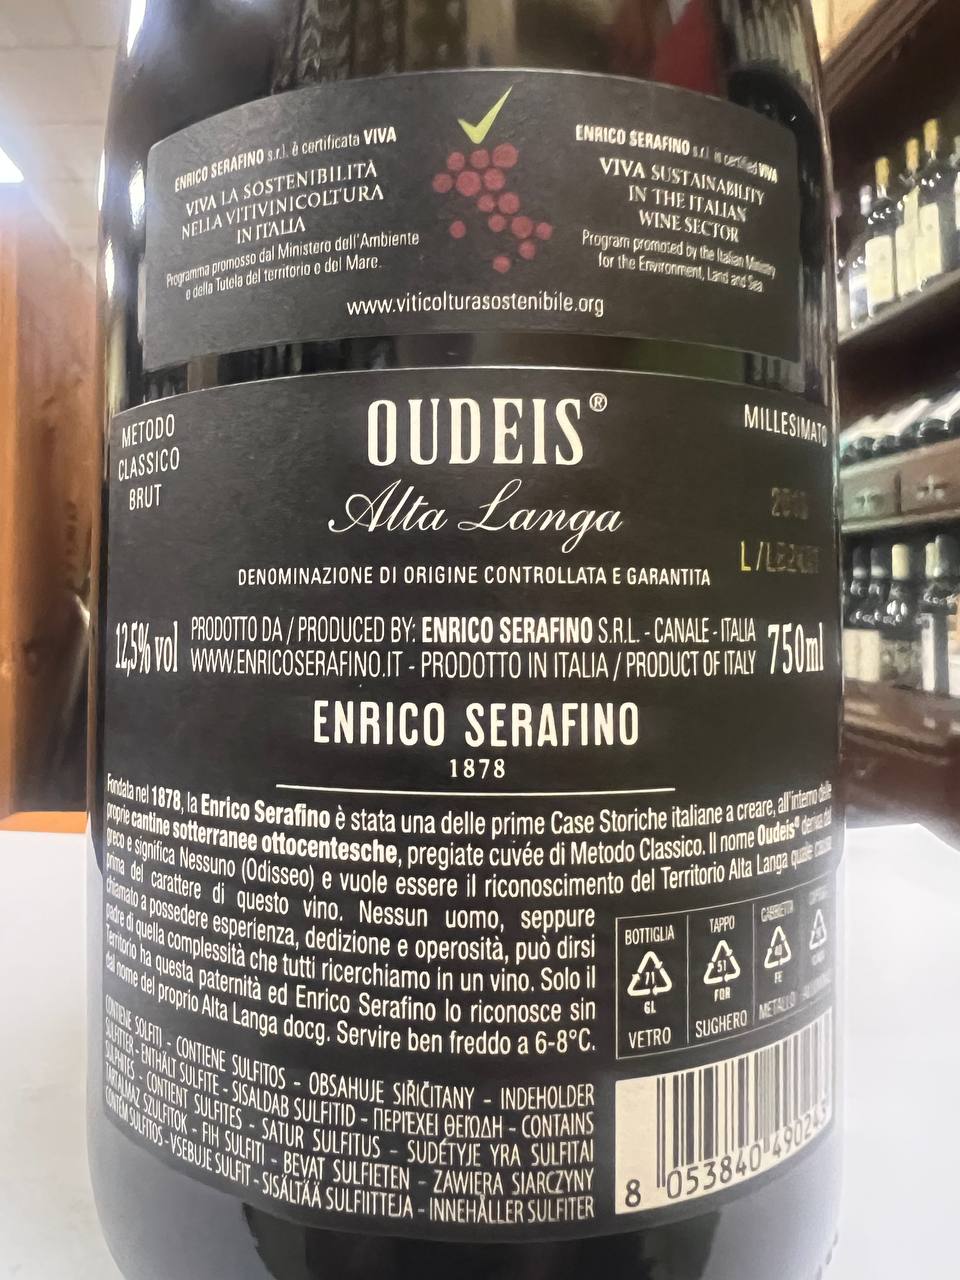 ENRICO SERAFINO s.r.l. è certificata VIVA
VIVA LA SOSTENIBILITÀ
NELLA VITIVINICOLTURA
IN ITALIA
Programma promosso dal Ministero dell'Ambiente
e della Tutela del territorio e del Mare.
ENRICO SERAFINO s.r.l. is certified VIVA
VIVA SUSTAINABILITY
IN THE ITALIAN
WINE SECTOR
Program promoted by the Italian Ministry
for the Environment, Land and Sea.
www.viticolturasostenibile.org
METODO
CLASSICO
BRUT
OUDEIS®
Alta Langa
MILLESIMATO
DENOMINAZIONE DI ORIGINE CONTROLLATA E GARANTITA
12,5% vol
PRODOTTO DA / PRODUCED BY: ENRICO SERAFINO S.R.L. - CANALE - ITALIA
WWW.ENRICOSERAFINO.IT - PRODOTTO IN ITALIA / PRODUCT OF ITALY
750ml
ENRICO SERAFINO
1878
Fondata nel 1878, la Enrico Serafino è stata una delle prime Case Storiche italiane a creare, all'interno delle
proprie cantine sotterranee ottocentesche, pregiate cuvée di Metodo Classico. Il nome Oudeis® deriva dal
greco e significa Nessuno (Odisseo) e vuole essere il riconoscimento del Territorio Alta Langa quale causa
prima del carattere di questo vino. Nessun uomo, seppure
chiamato a possedere esperienza, dedizione e operosità, può dirsi
padre di quella complessità che tutti ricerchiamo in un vino. Solo il
Territorio ha questa paternità ed Enrico Serafino lo riconosce sin
dal nome del proprio Alta Langa docg. Servire ben freddo a 6-8°C.
BOTTIGLIA
71
GL
VETRO
TAPPO
51
FOR
SUGHERO
GABBIETTA
40
FE
METALLO
CONTIENE SOLFITI - CONTIENE SULFITOS - OBSAHUJE SIŘIČITANY - INDEHOLDER
SULFITTER - ENTHÄLT SULFITE - SISALDAB SULFITID - ΠΕΡΙΕΧΕΙ ΘΕΙΩΔΗ - CONTAINS
SULPHITES - CONTIENT SULFITES - SATUR SULFITUS - SUDĖTYJE YRA SULFITAI
TARTALMAZ SZULFITOK - FIH SULFITI - BEVAT SULFIETEN - ZAWIERA SIARCZYNY
CONTÉM SULFITOS - VSEBUJE SULFIT - SISÄLTÄÄ SULFIITTEJA - INNEHÅLLER SULFITER
8 053840 49024